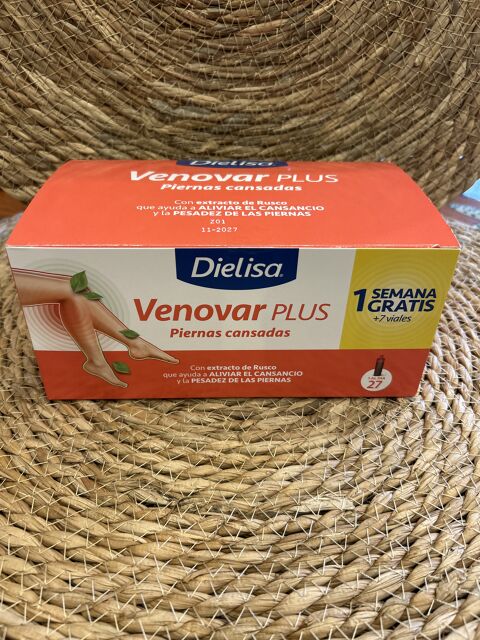 Dielisa
Venovar PLUS
Piernas cansadas
Con extracto de Rusco
que ayuda a ALIVIAR EL CANSANCIO
y la PESADEZ DE LAS PIERNAS
Z01
11-2027
Dielisa
Venovar PLUS
Piernas cansadas
1 SEMANA
GRATIS
+7 viales
Con extracto de Rusco
que ayuda a ALIVIAR EL CANSANCIO
y la PESADEZ DE LAS PIERNAS
27